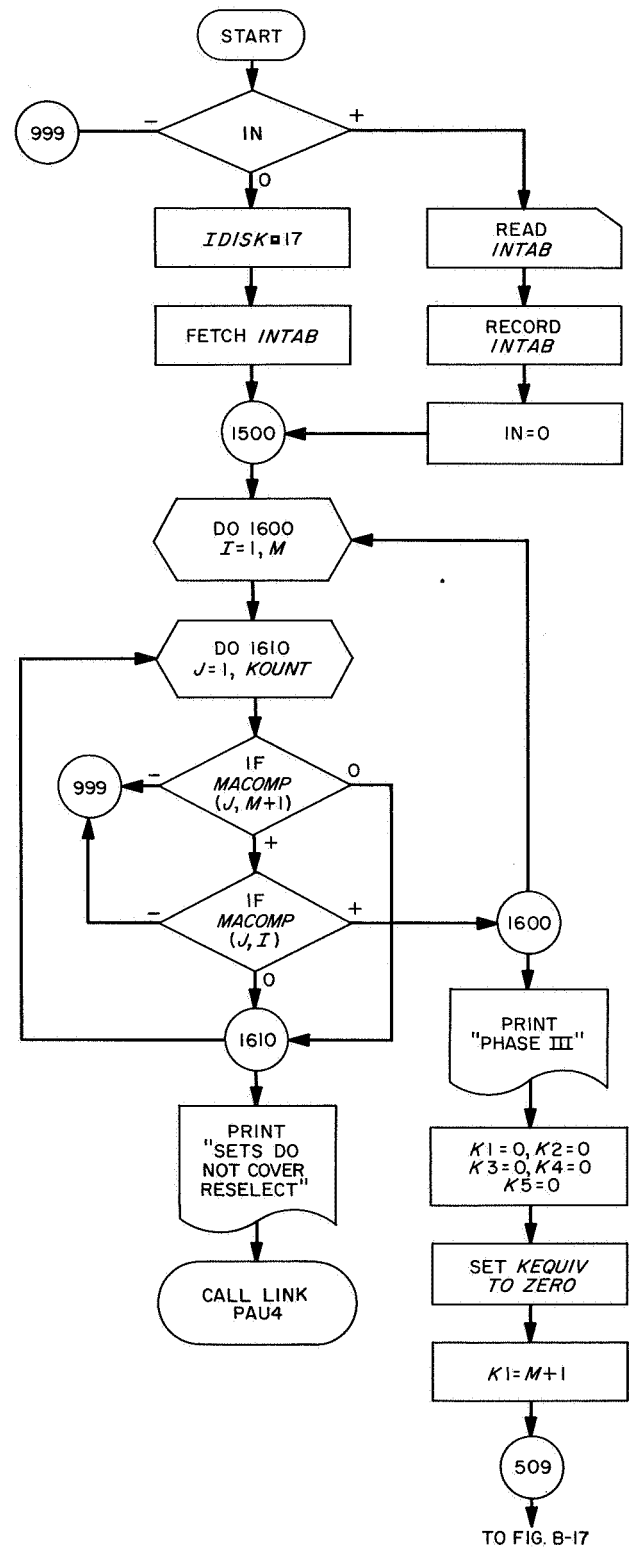 START
999
−
IN
+
0
IDISK=17
FETCH INTAB
READ
INTAB
RECORD
INTAB
IN=0
1500
DO 1600
I=1, M
DO 1610
J=1, KOUNT
IF
MACOMP
(J, M+1)
−
0
+
999
IF
MACOMP
(J, I)
−
+
0
1600
1610
PRINT
"SETS DO
NOT COVER
RESELECT"
CALL LINK
PAU4
PRINT
"PHASE III"
K1=0, K2=0
K3=0, K4=0
K5=0
SET KEQUIV
TO ZERO
K1=M+1
509
TO FIG. B-17